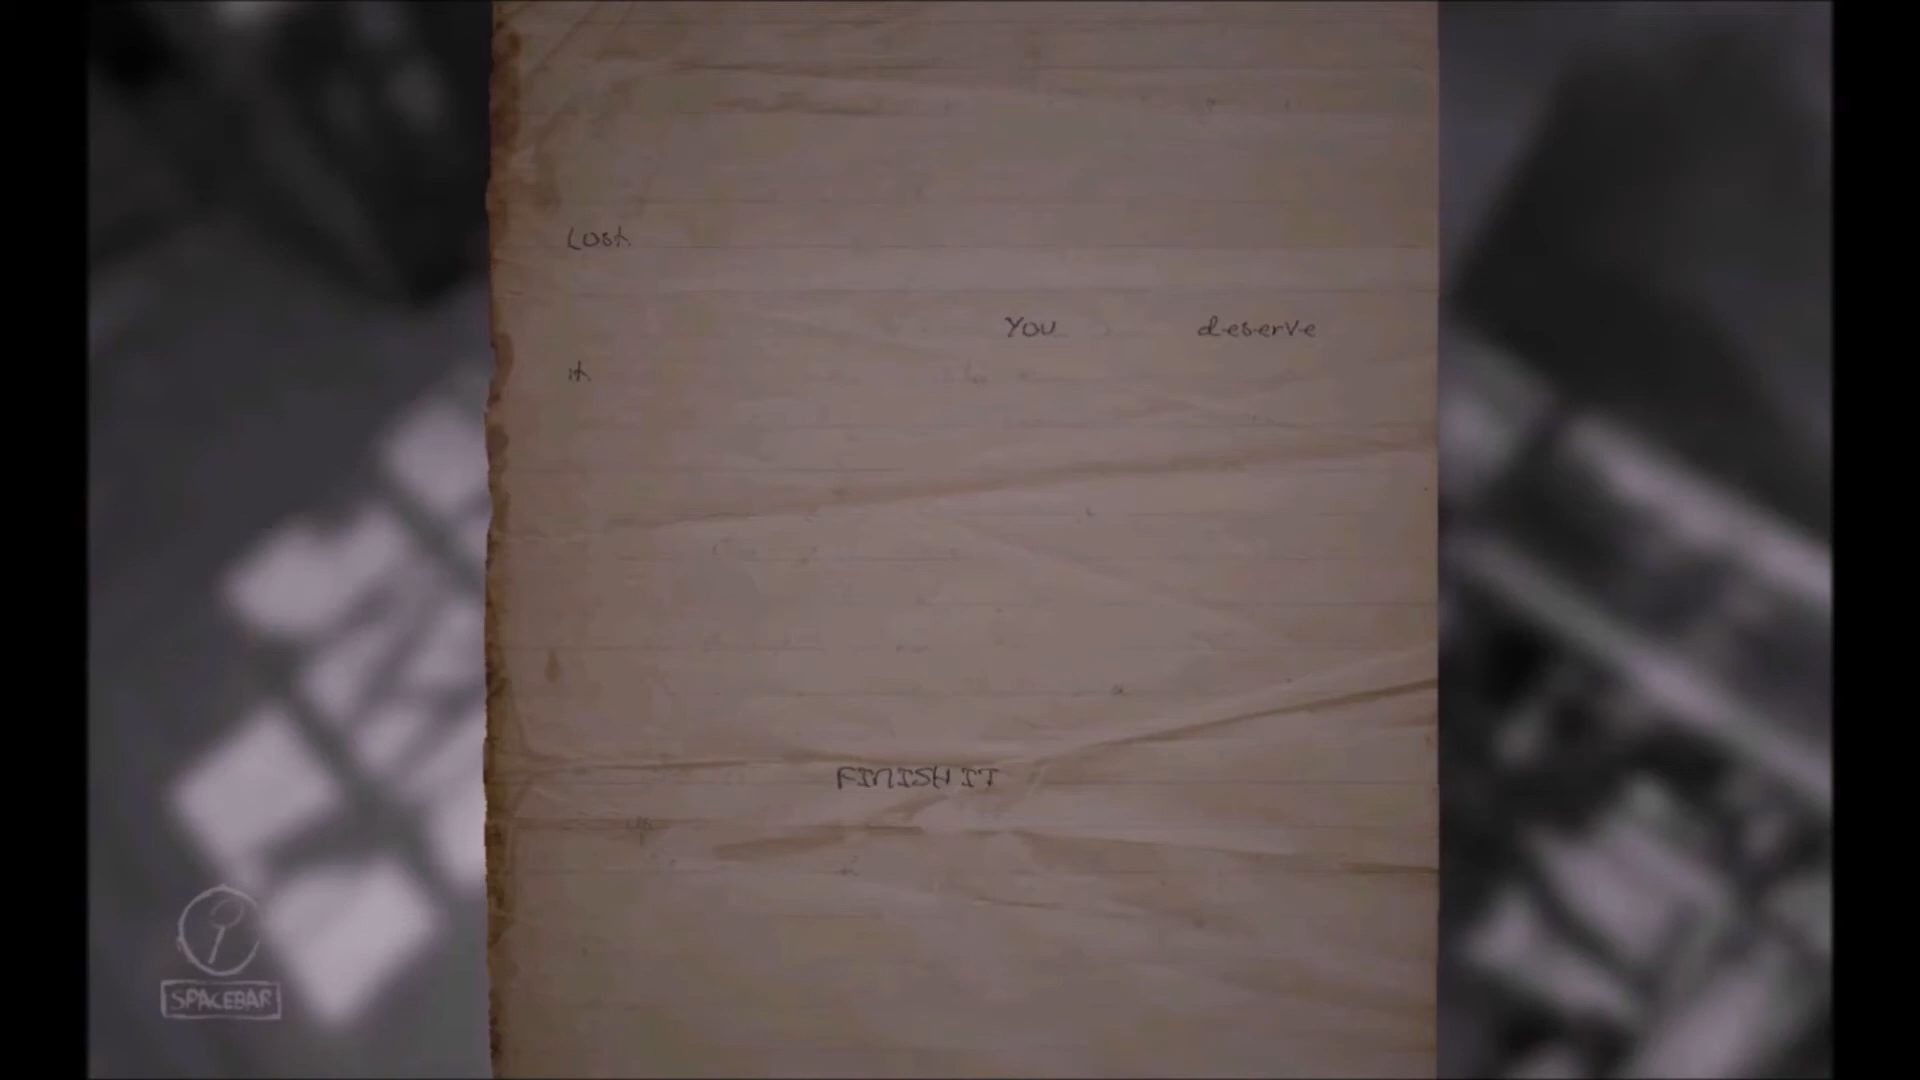 Lost
You deserve
it
FINISH IT
SPACEBAR